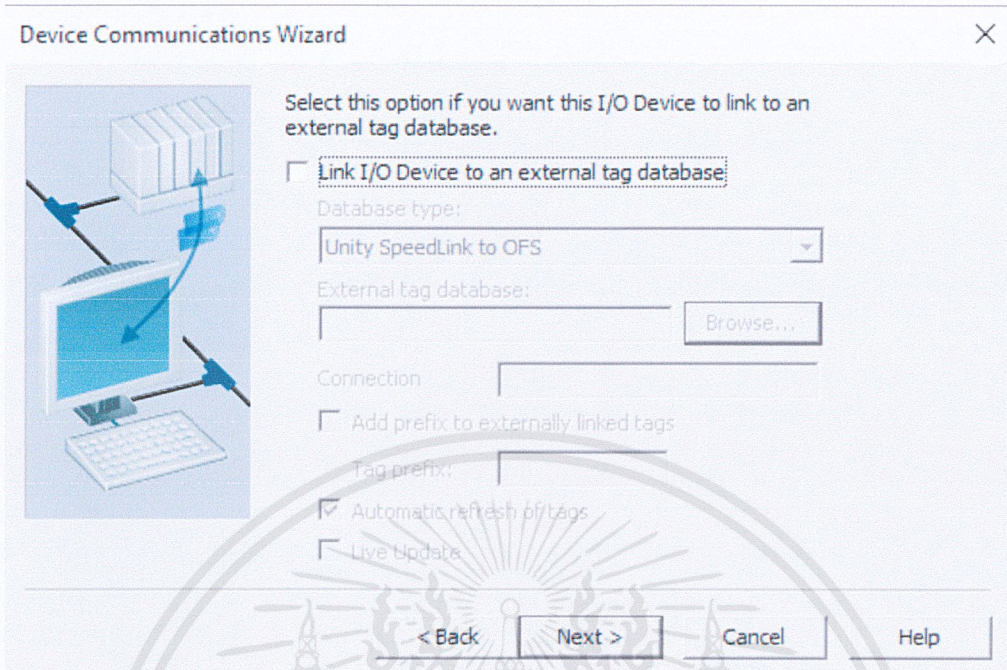 Device Communications Wizard
Select this option if you want this I/O Device to link to an
external tag database.
Link I/O Device to an external tag database
Database type:
Unity SpeedLink to OFS
External tag database:
Browse...
Connection
Add prefix to externally linked tags
Tag prefix:
Automatic refresh of tags
Live Update
< Back
Next >
Cancel
Help